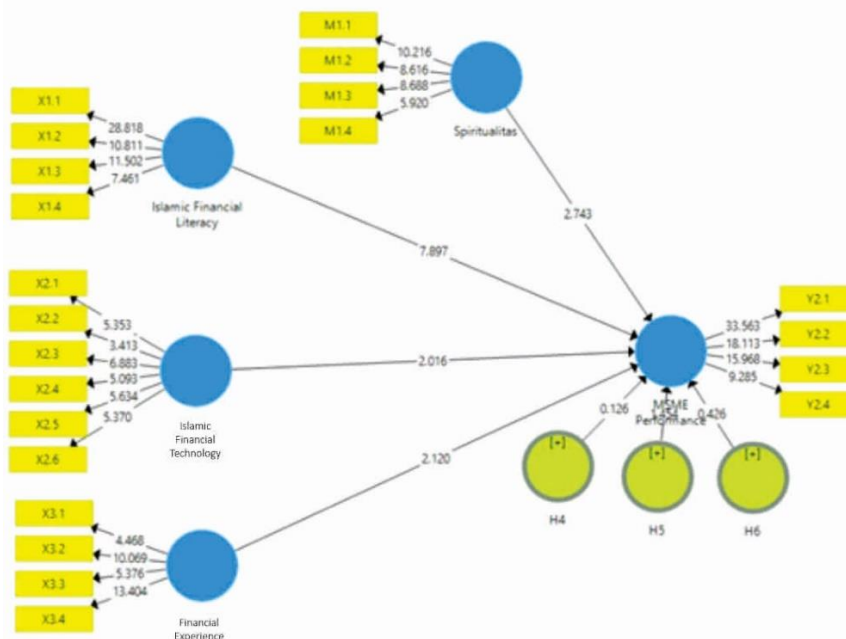 M1.1
M1.2
M1.3
M1.4
10.216
8.616
8.688
5.920
Spiritualitas
X1.1
X1.2
X1.3
X1.4
28.818
10.811
11.502
7.461
Islamic Financial
Literacy
2.743
7.897
X2.1
X2.2
X2.3
X2.4
X2.5
X2.6
5.353
3.413
6.883
5.093
5.634
5.370
Islamic
Financial
Technology
2.016
Y2.1
Y2.2
Y2.3
Y2.4
33.563
18.113
15.968
9.285
MSME
Performance
0.126
0.426
[+]
[+]
[+]
H4
H5
H6
2.120
X3.1
X3.2
X3.3
X3.4
4.468
10.069
5.376
13.404
Financial
Experience